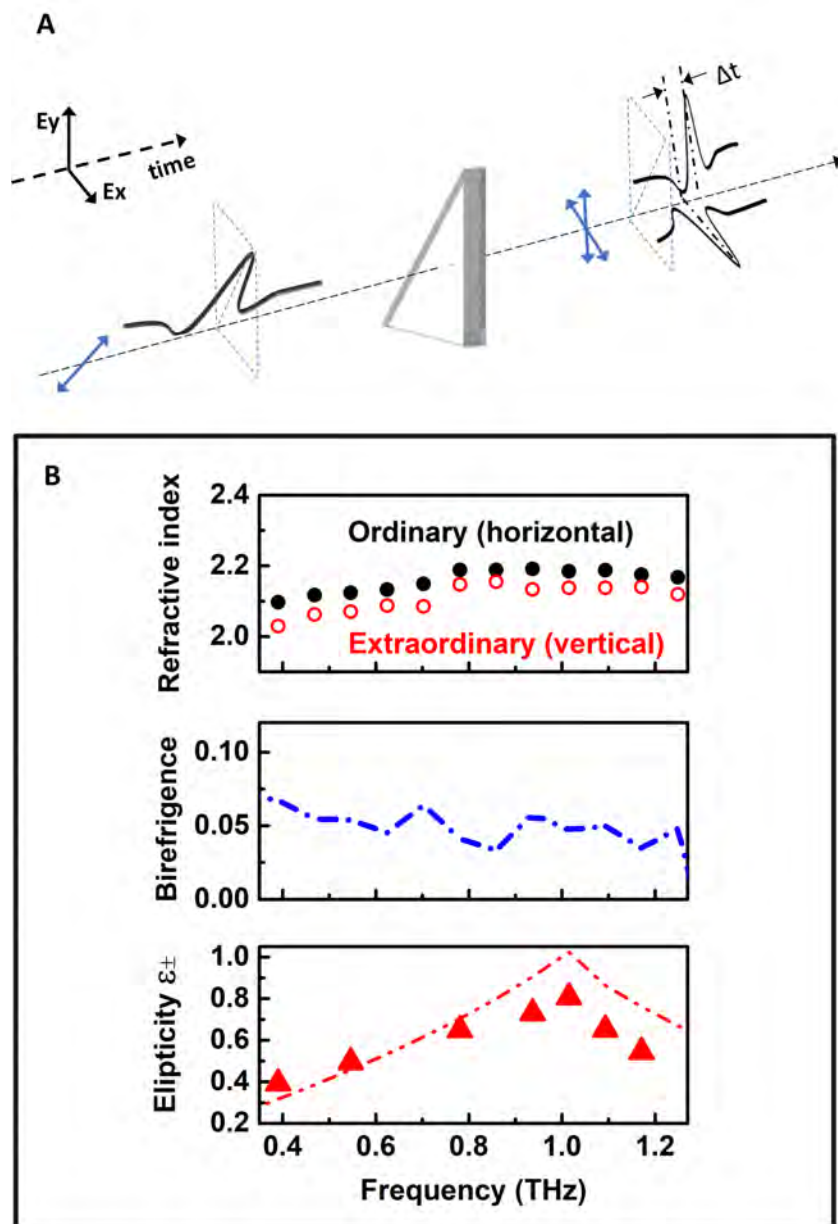 A
Δt
Ey
time
Ex
B
Refractive index
2.4
2.2
2.0
Ordinary (horizontal)
Extraordinary (vertical)
Birefrigence
0.10
0.05
0.00
Elipticity ε±
1.0
0.8
0.6
0.4
0.2
0.4 0.6 0.8 1.0 1.2
Frequency (THz)